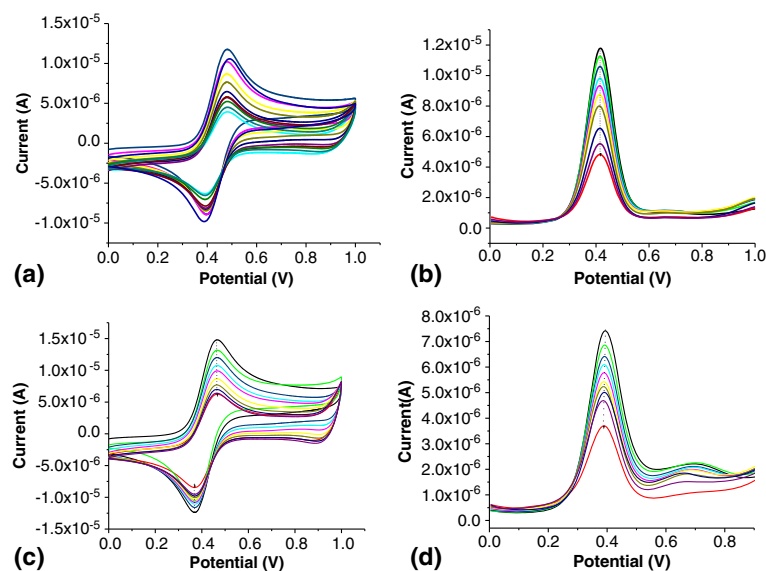 1.5x10⁻⁵
1.0x10⁻⁵
5.0x10⁻⁶
0.0
-5.0x10⁻⁶
-1.0x10⁻⁵
Current (A)
0.0 0.2 0.4 0.6 0.8 1.0
Potential (V)
(a)
1.2x10⁻⁵
1.0x10⁻⁵
8.0x10⁻⁶
6.0x10⁻⁶
4.0x10⁻⁶
2.0x10⁻⁶
0.0
Current (A)
0.0 0.2 0.4 0.6 0.8 1.0
Potential (V)
(b)
1.5x10⁻⁵
1.0x10⁻⁵
5.0x10⁻⁶
0.0
-5.0x10⁻⁶
-1.0x10⁻⁵
-1.5x10⁻⁵
Current (A)
0.0 0.2 0.4 0.6 0.8 1.0
Potential (V)
(c)
8.0x10⁻⁶
7.0x10⁻⁶
6.0x10⁻⁶
5.0x10⁻⁶
4.0x10⁻⁶
3.0x10⁻⁶
2.0x10⁻⁶
1.0x10⁻⁶
0.0
Current(A)
0.0 0.2 0.4 0.6 0.8
Potential (V)
(d)